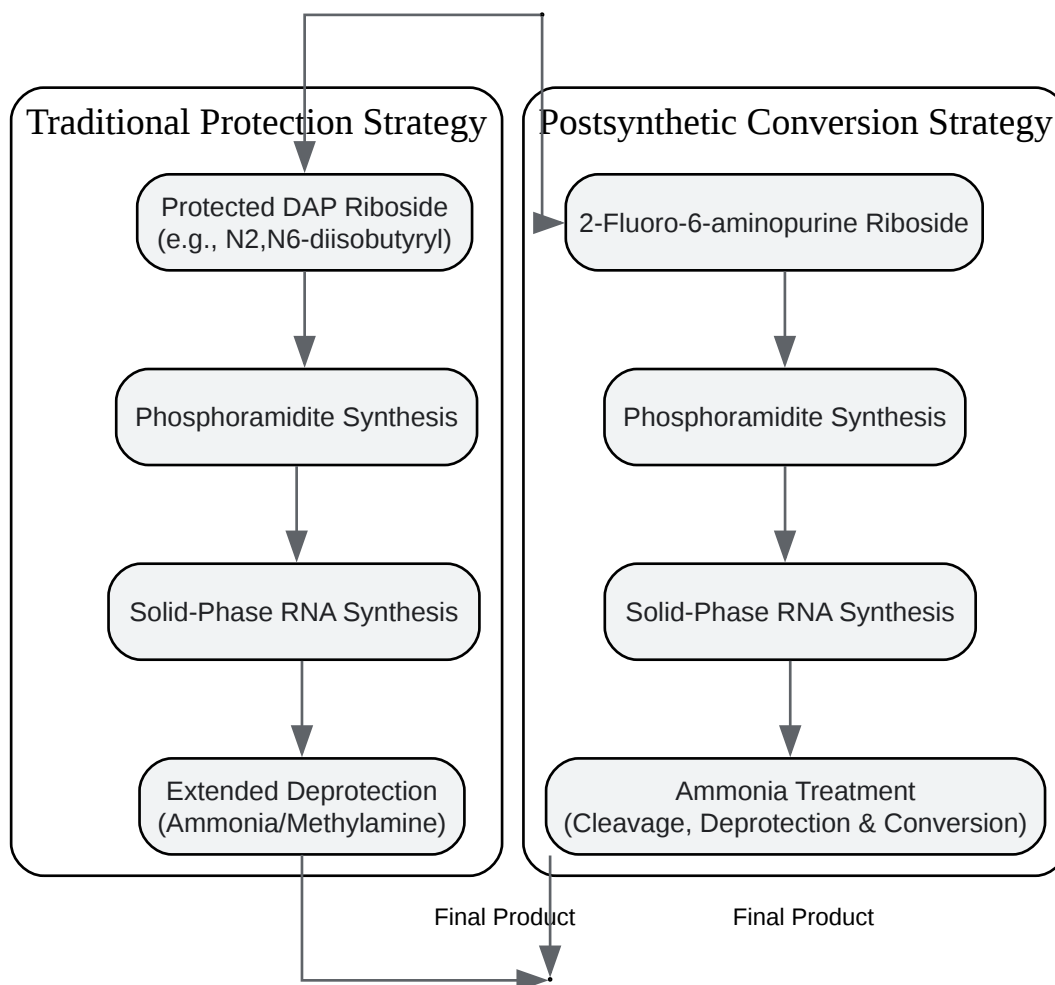 Traditional Protection Strategy
Protected DAP Riboside
(e.g., N2,N6-diisobutyryl)
Phosphoramidite Synthesis
Solid-Phase RNA Synthesis
Extended Deprotection
(Ammonia/Methylamine)
Final Product
Postsynthetic Conversion Strategy
2-Fluoro-6-aminopurine Riboside
Phosphoramidite Synthesis
Solid-Phase RNA Synthesis
Ammonia Treatment
(Cleavage, Deprotection & Conversion)
Final Product